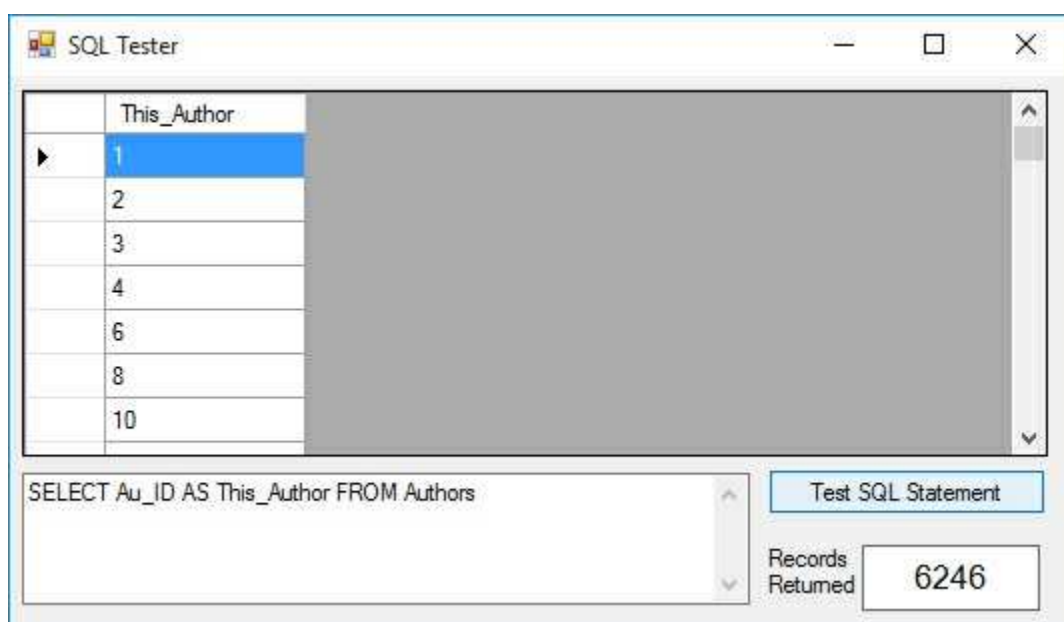 SQL Tester
This_Author
1
2
3
4
6
8
10
SELECT Au_ID AS This_Author FROM Authors
Test SQL Statement
Records
Returned
6246